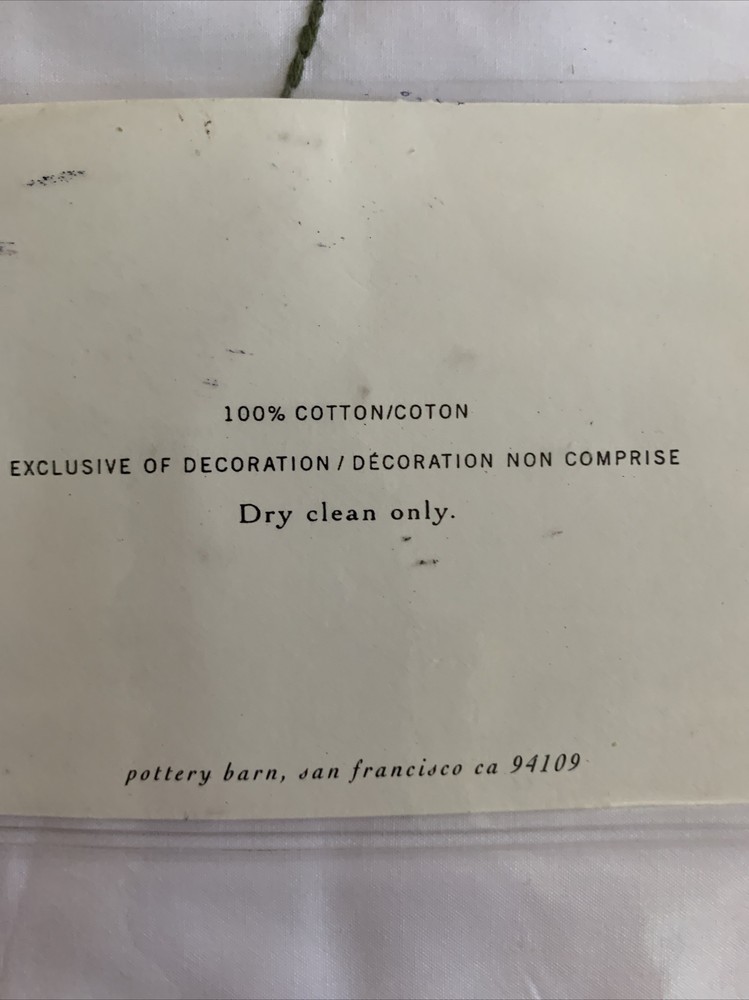 100% COTTON/COTON
EXCLUSIVE OF DECORATION / DÉCORATION NON COMPRISE
Dry clean only.
pottery barn, san francisco ca 94109